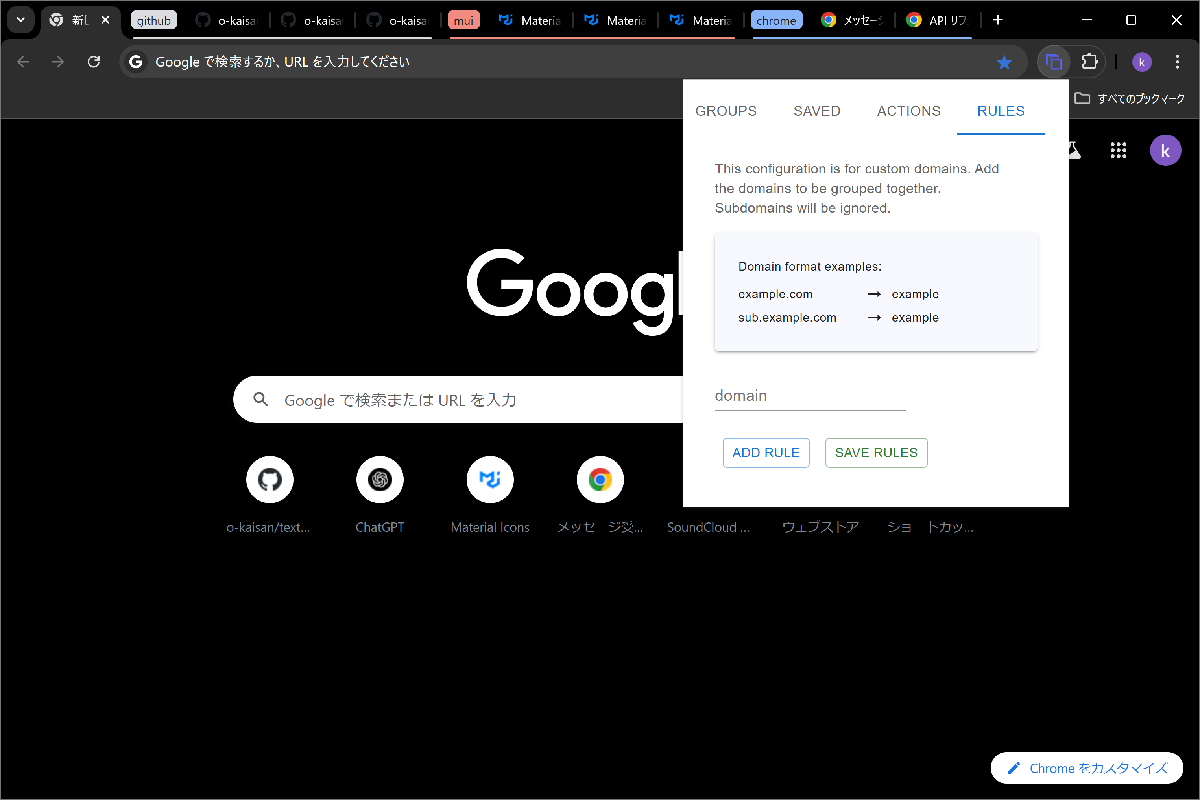 新し
github
o-kaisa
o-kaisa
o-kaisa
mui
Materia
Materia
Materia
chrome
メッセージ
API リフ
Google で検索するか、URL を入力してください
k
すべてのブックマーク
GROUPS SAVED ACTIONS RULES
k
This configuration is for custom domains. Add
the domains to be grouped together.
Subdomains will be ignored.
Domain format examples:
example.com → example
sub.example.com → example
Googl
Google で検索または URL を入力
domain
ADD RULE SAVE RULES
o-kaisan/text...
ChatGPT
Material Icons
メッセージ受...
SoundCloud ...
ウェブストア
ショートカッ...
Chrome をカスタマイズ